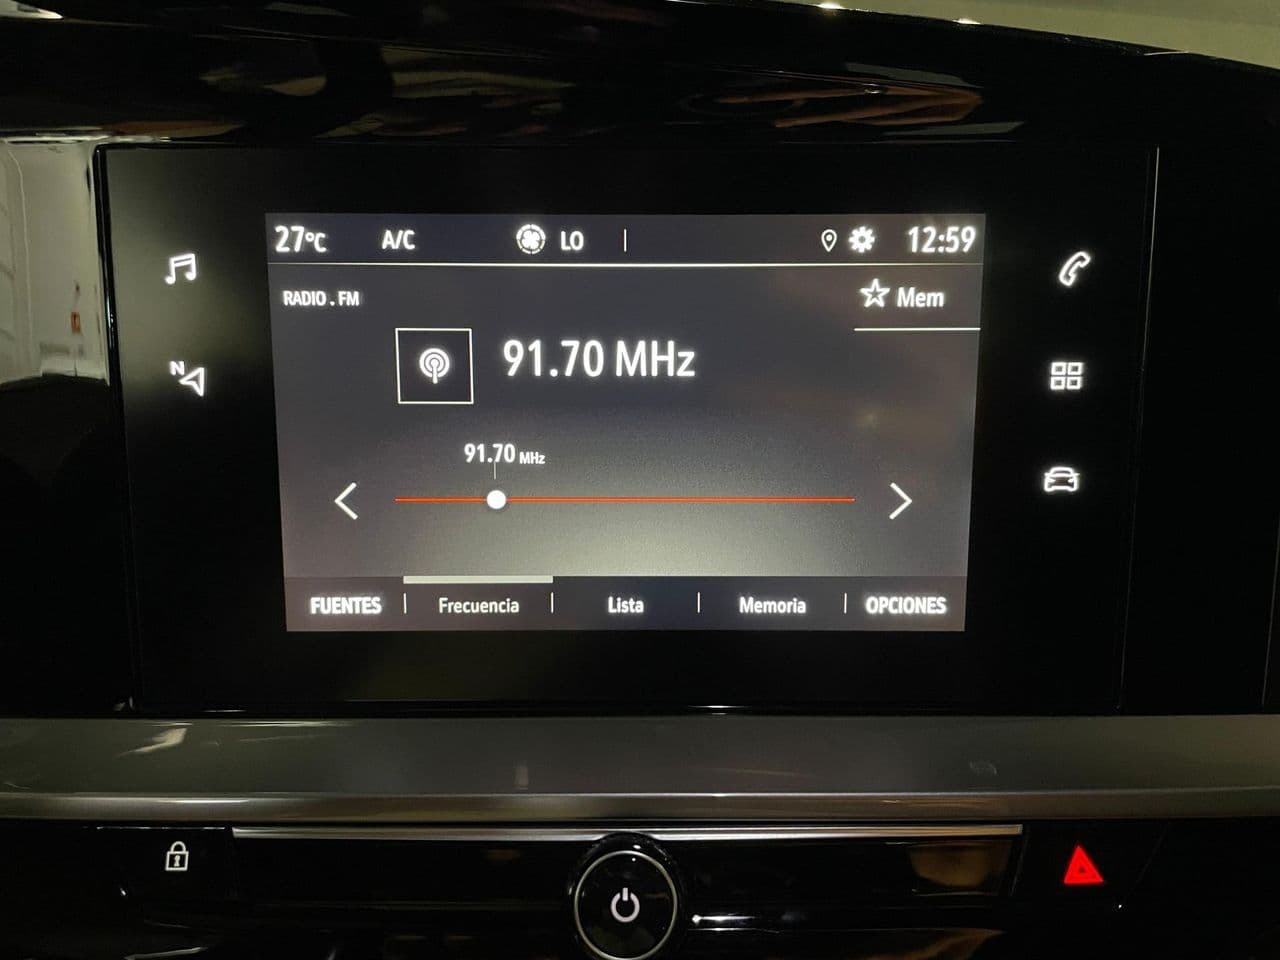 27°C A/C LO 12:59
RADIO . FM
Mem
91.70 MHz
91.70 MHz
N
FUENTES Frecuencia Lista Memoria OPCIONES